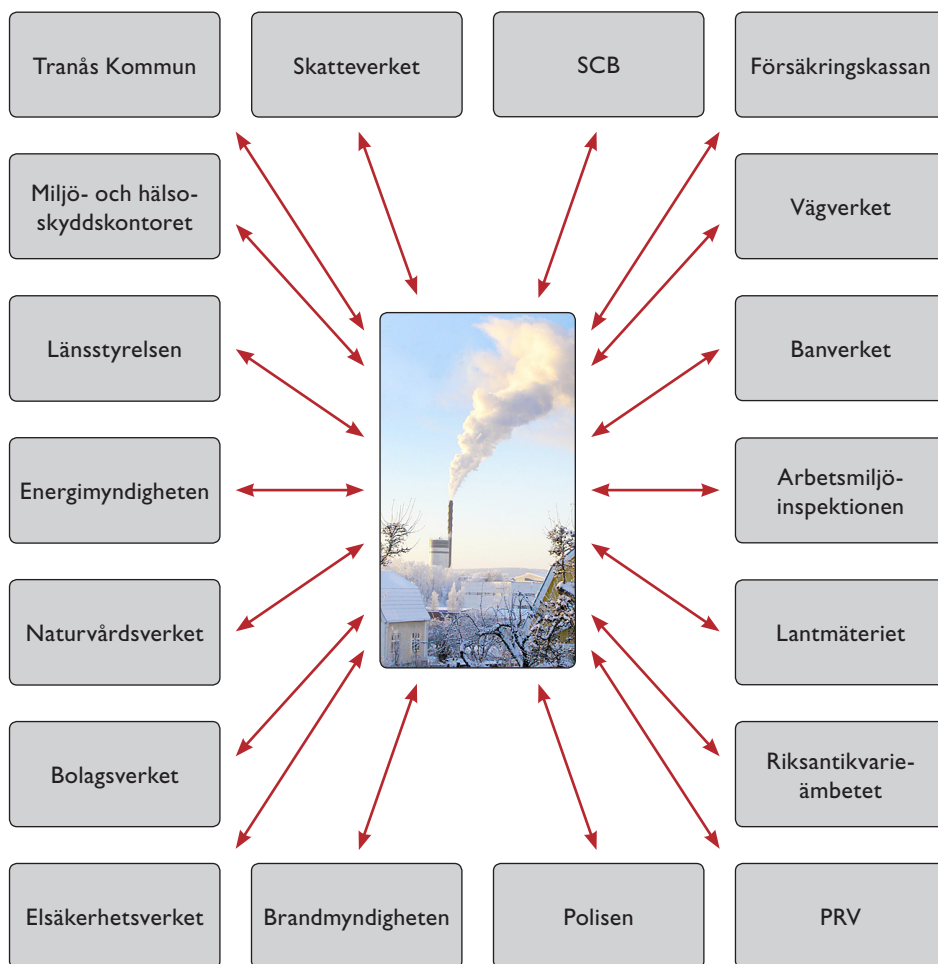 Tranås Kommun
Skatteverket
SCB
Försäkringskassan
Miljö- och hälso-
skyddskontoret
Vägverket
Länsstyrelsen
Banverket
Energimyndigheten
Arbetsmiljö-
inspektionen
Naturvårdsverket
Lantmäteriet
Bolagsverket
Riksantikvarie-
ämbetet
Elsäkerhetsverket
Brandmyndigheten
Polisen
PRV